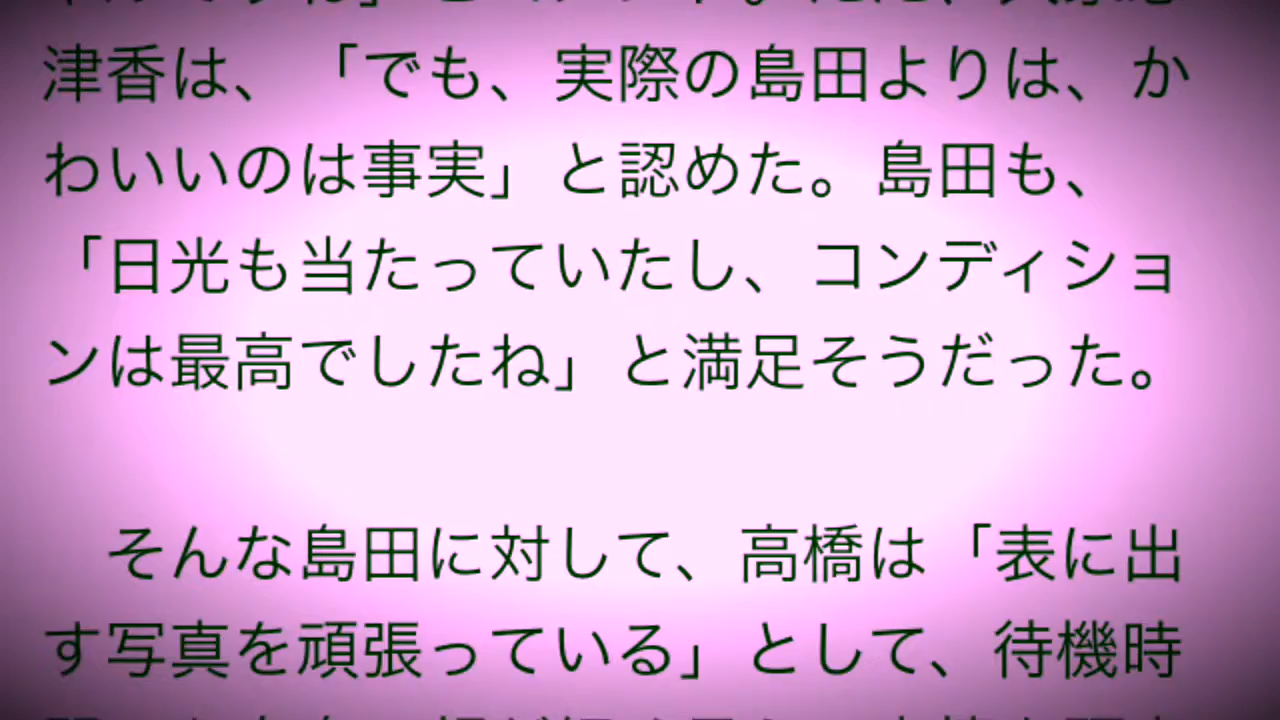 津香は、「でも、実際の島田よりは、か
わいいのは事実」と認めた。島田も、
「日光も当たっていたし、コンディショ
ンは最高でしたね」と満足そうだった。
そんな島田に対して、高橋は「表に出
す写真を頑張っている」として、待機時